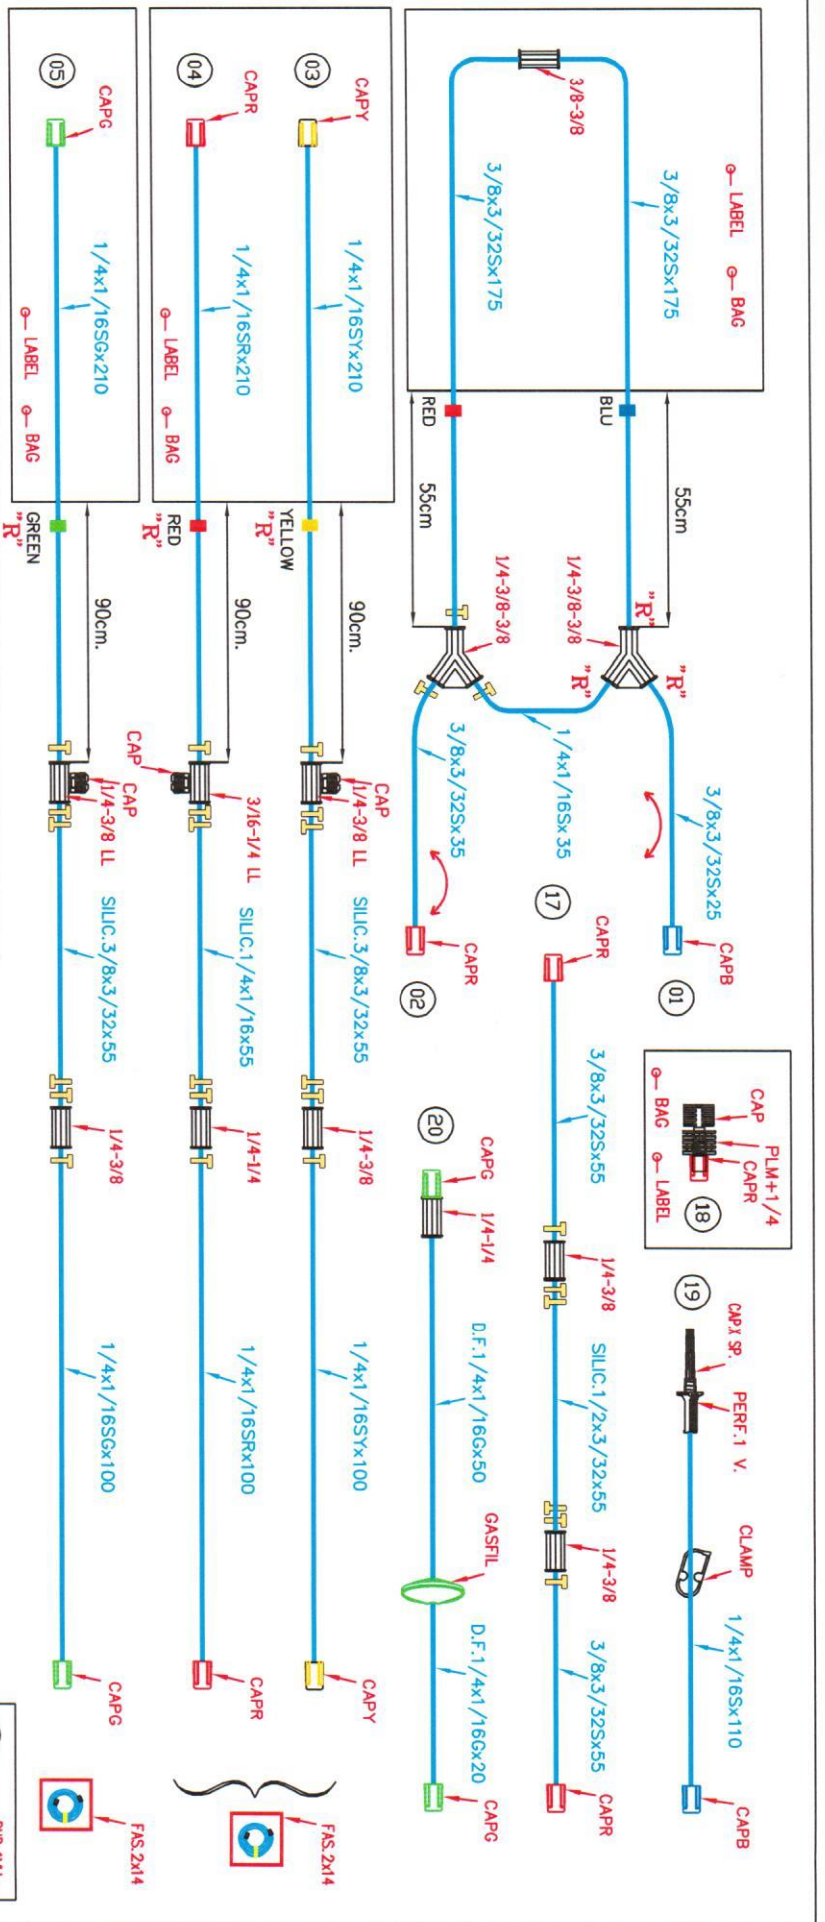 LABEL
BAG
3/8x3/32Sx175
3/8-3/8
3/8x3/32Sx175
BLU
RED
55cm
55cm
"R"
"R"
"R"
1/4-3/8-3/8
1/4-3/8-3/8
3/8x3/32Sx25
1/4x1/16Sx35
3/8x3/32Sx35
CAPB
01
CAPR
02
CAP
PLM+1/4
CAPR
18
BAG
LABEL
19
CAP.X SP.
PERF.1 V.
CLAMP
1/4x1/16Sx110
CAPB
17
CAPR
3/8x3/32Sx55
1/4-3/8
SILIC.1/2x3/32x55
1/4-3/8
3/8x3/32Sx55
CAPR
20
CAPG
1/4-1/4
D.F.1/4x1/16Gx50
GASFIL
D.F.1/4x1/16Gx20
CAPG
03
CAPY
1/4x1/16SYx210
YELLOW
"R"
90cm.
CAP
1/4-3/8 LL
SILIC.3/8x3/32x55
1/4-3/8
1/4x1/16SYx100
CAPY
04
CAPR
1/4x1/16SRx210
LABEL
BAG
RED
"R"
90cm.
CAP
3/16-1/4 LL
SILIC.1/4x1/16x55
1/4-1/4
1/4x1/16SRx100
CAPR
FAS.2x14
05
CAPG
1/4x1/16SGx210
LABEL
BAG
GREEN
"R"
90cm.
CAP
1/4-3/8 LL
SILIC.3/8x3/32x55
1/4-3/8
1/4x1/16SGx100
CAPG
FAS.2x14